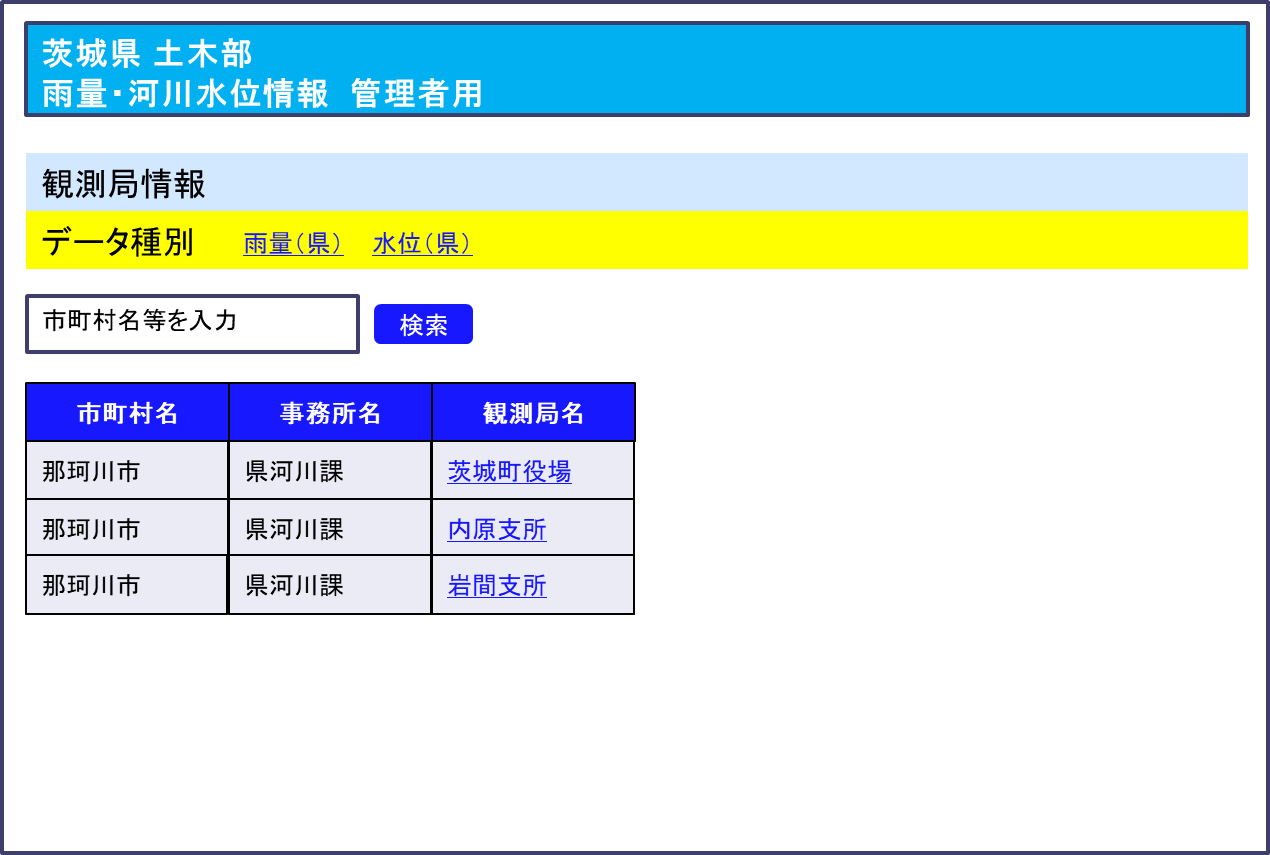 茨城県 土木部
雨量・河川水位情報　管理者用
観測局情報
データ種別 雨量（県） 水位（県）
市町村名等を入力 検索
市町村名 事務所名 観測局名
那珂川市 県河川課 茨城町役場
那珂川市 県河川課 内原支所
那珂川市 県河川課 岩間支所